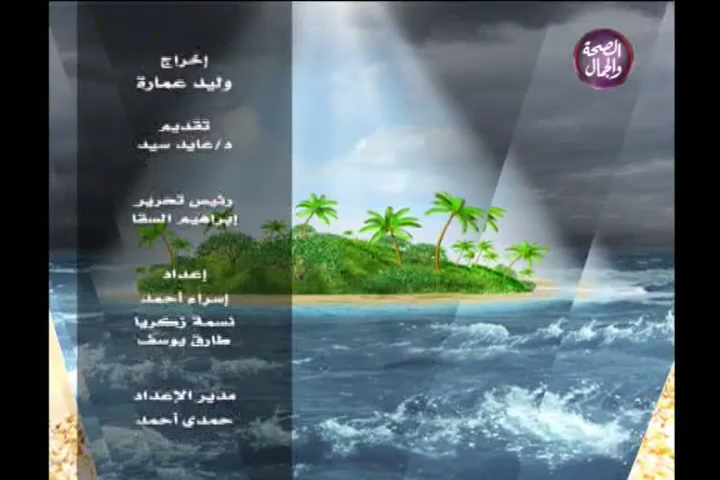 الصحة
والجمال
إخراج
وليد عمارة
تقديم
د/عايد سيد
رئيس تحرير
إبراهيم السقا
إعداد
إسراء أحمد
نسمة زكريا
طارق يوسف
مدير الإعداد
حمدى أحمد